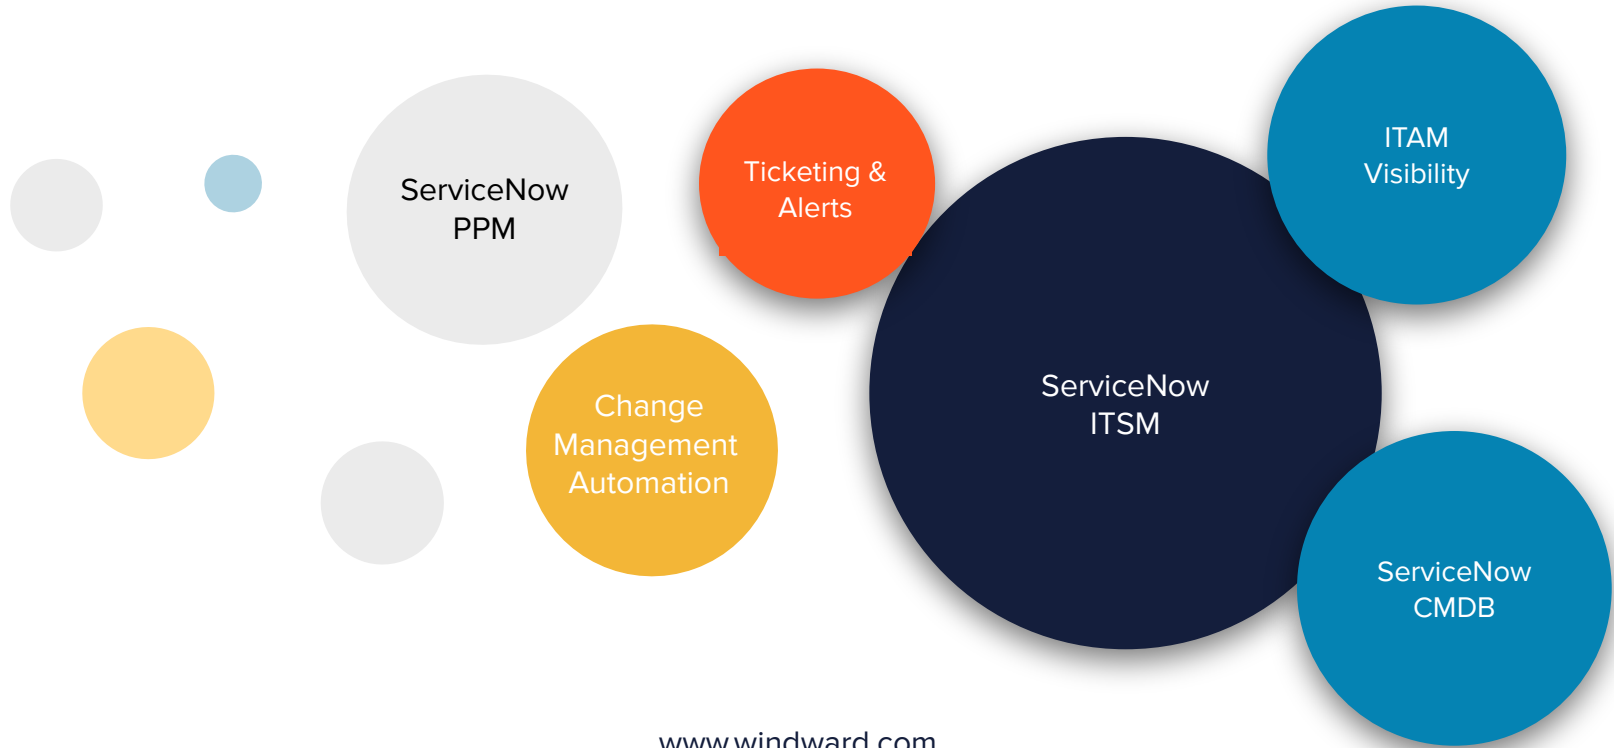 ServiceNow
PPM
Ticketing &
Alerts
ITAM
Visibility
Change
Management
Automation
ServiceNow
ITSM
ServiceNow
CMDB
www.windward.com